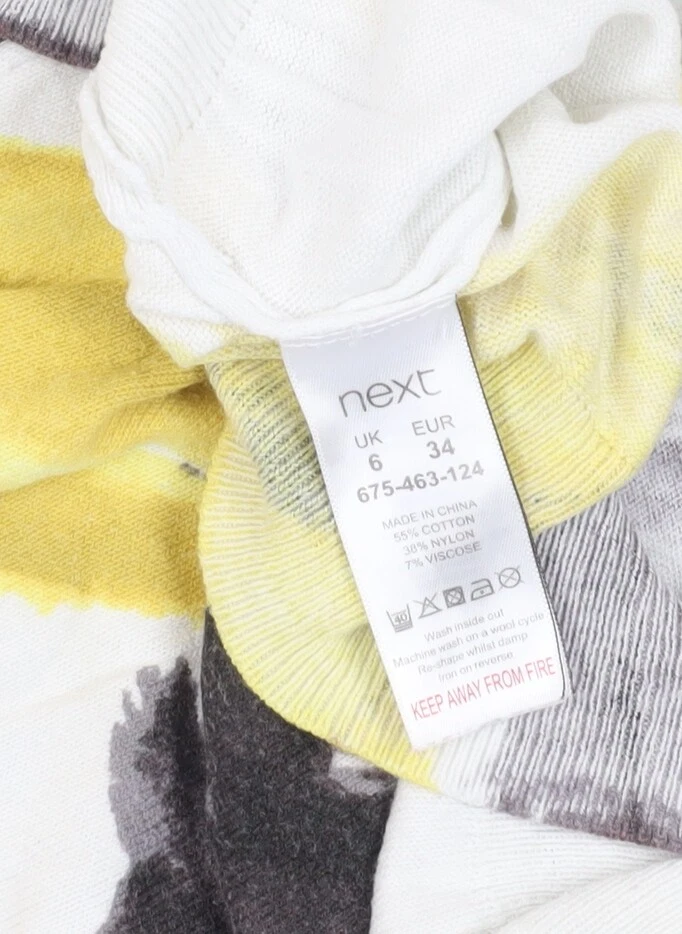 next
UK EUR
6 34
675-463-124
MADE IN CHINA
55% COTTON
38% NYLON
7% VISCOSE
40
Wash inside out
Machine wash on a wool cycle
Re-shape whilst damp
Iron on reverse
KEEP AWAY FROM FIRE